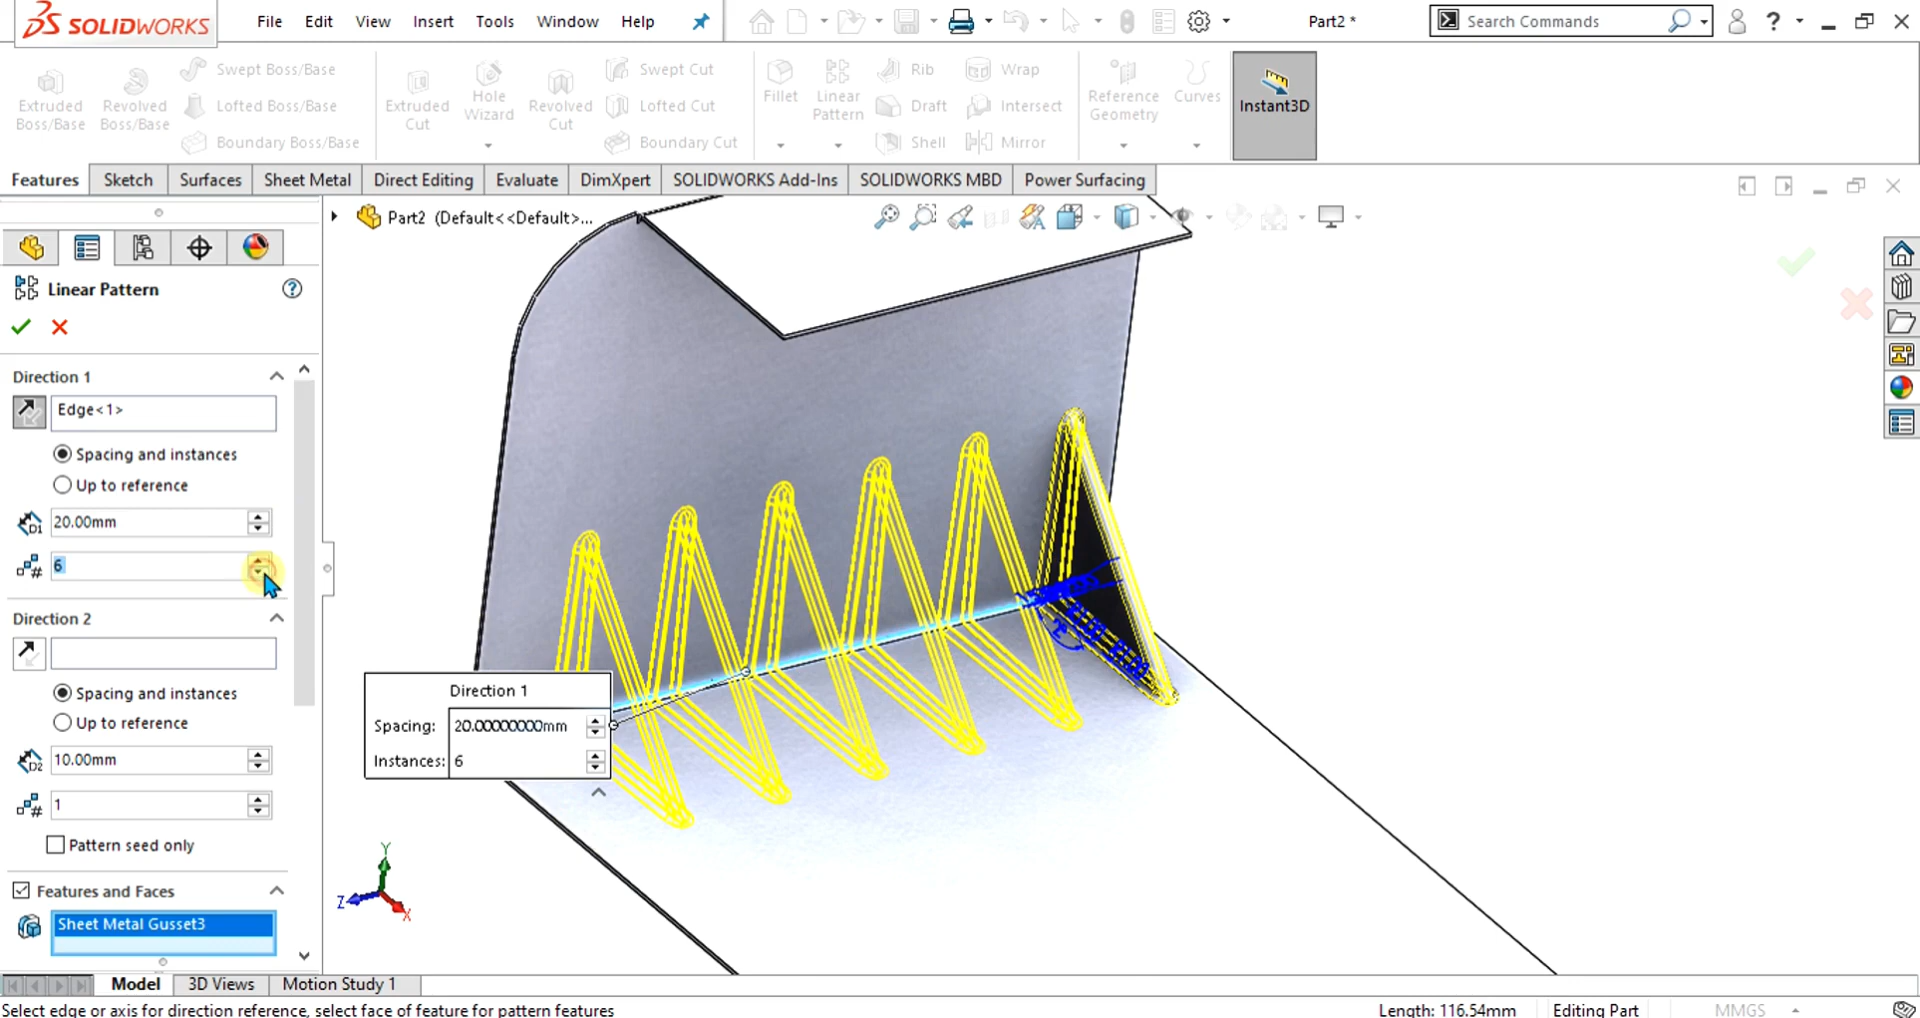 SOLIDWORKS File Edit View Insert Tools Window Help Part2 * Search Commands ?
Extruded Boss/Base
Revolved Boss/Base
Swept Boss/Base
Lofted Boss/Base
Boundary Boss/Base
Extruded Cut
Hole Wizard
Revolved Cut
Swept Cut
Lofted Cut
Boundary Cut
Fillet
Linear Pattern
Rib
Draft
Shell
Wrap
Intersect
Mirror
Reference Geometry
Curves
Instant3D
Features Sketch Surfaces Sheet Metal Direct Editing Evaluate DimXpert SOLIDWORKS Add-Ins SOLIDWORKS MBD Power Surfacing
Part2 (Default<<Default>...
Linear Pattern ?
Direction 1
Edge<1>
Spacing and instances
Up to reference
D1 20.00mm
# 6
Direction 2
Spacing and instances
Up to reference
D2 10.00mm
# 1
Pattern seed only
Features and Faces
Sheet Metal Gusset3
Direction 1
Spacing: 20.00000000mm
Instances: 6
Y
Z
X
Model 3D Views Motion Study 1
Select edge or axis for direction reference, select face of feature for pattern features Length: 116.54mm Editing Part MMGS